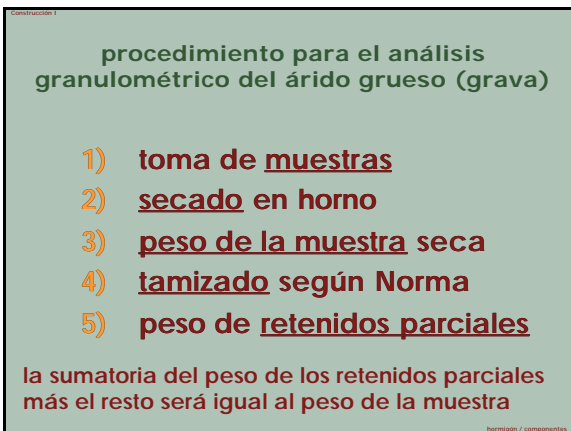 Construcción 1
procedimiento para el análisis
granulométrico del árido grueso (grava)
1) toma de muestras
2) secado en horno
3) peso de la muestra seca
4) tamizado según Norma
5) peso de retenidos parciales
la sumatoria del peso de los retenidos parciales
más el resto será igual al peso de la muestra
hormigón / componentes